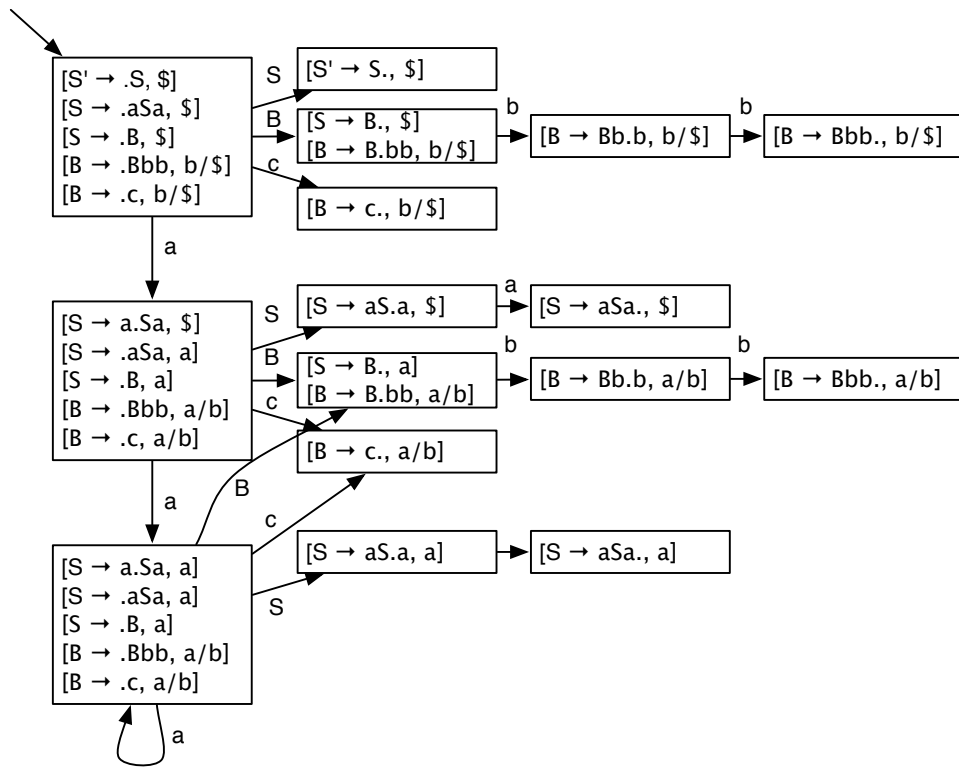 [S' → .S, $]
[S → .aSa, $]
[S → .B, $]
[B → .Bbb, b/$]
[B → .c, b/$]
S
[S' → S., $]
B
[S → B., $]
[B → B.bb, b/$]
b
[B → Bb.b, b/$]
b
[B → Bbb., b/$]
c
[B → c., b/$]
a
[S → a.Sa, $]
[S → .aSa, a]
[S → .B, a]
[B → .Bbb, a/b]
[B → .c, a/b]
S
[S → aS.a, $]
a
[S → aSa., $]
B
[S → B., a]
[B → B.bb, a/b]
b
[B → Bb.b, a/b]
b
[B → Bbb., a/b]
c
[B → c., a/b]
a
B
c
[S → a.Sa, a]
[S → .aSa, a]
[S → .B, a]
[B → .Bbb, a/b]
[B → .c, a/b]
S
[S → aS.a, a]
[S → aSa., a]
a